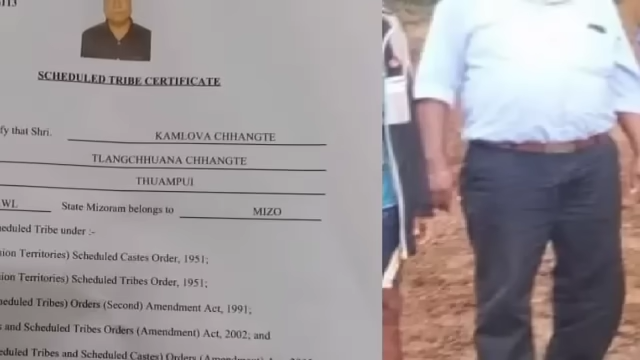 113
SCHEDULED TRIBE CERTIFICATE
fy that Shri. KAMLOVA CHHANGTE
TLANGCHHUANA CHHANGTE
THUAMPUI
WL State Mizoram belongs to MIZO
eduled Tribe under :-
ion Territories) Scheduled Castes Order, 1951;
ion Territories) Scheduled Tribes Order, 1951;
eduled Tribes) Orders (Second) Amendment Act, 1991;
s and Scheduled Tribes Orders (Amendment) Act, 2002; and
eduled Tribes and Scheduled Castes) Orders (Amendment) Act,